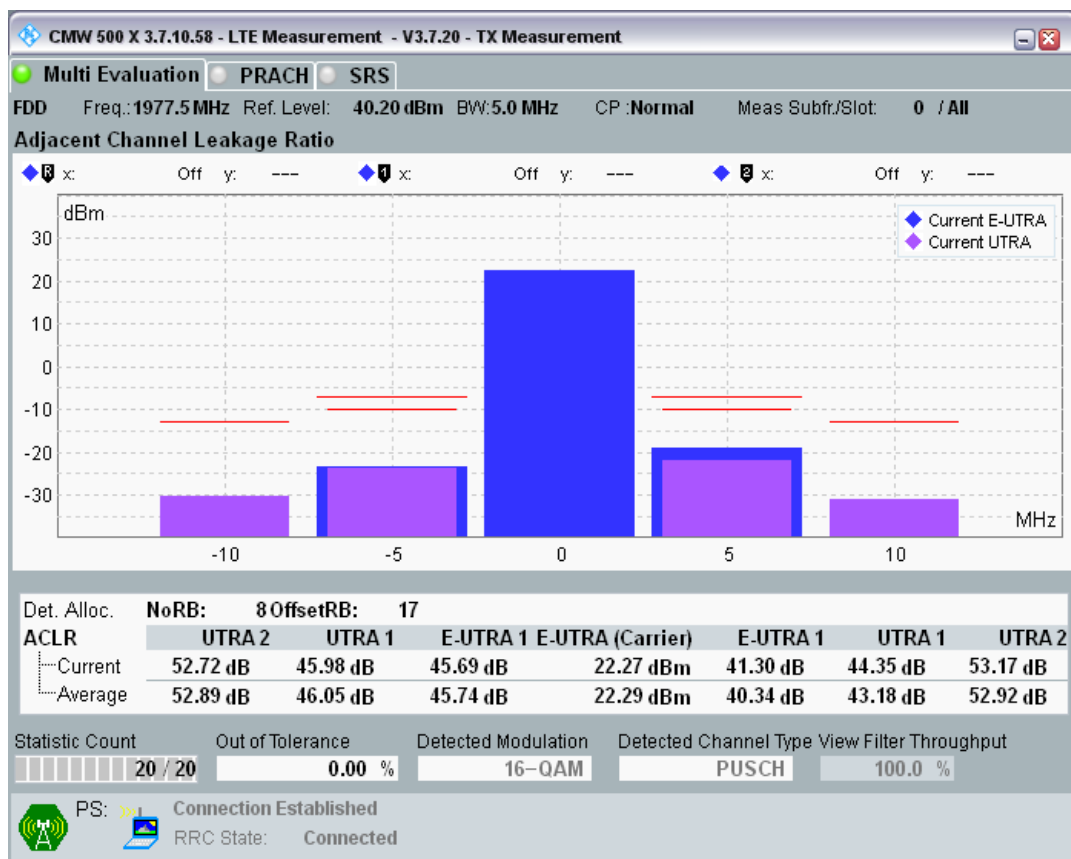 CMW 500 X 3.7.10.58 - LTE Measurement - V3.7.20 - TX Measurement
Multi Evaluation PRACH SRS
FDD Freq.: 1977.5 MHz Ref. Level: 40.20 dBm BW: 5.0 MHz CP : Normal Meas Subfr./Slot: 0 / All
Adjacent Channel Leakage Ratio
R x: Off y: --- 1 x: Off y: --- 2 x: Off y: ---
dBm
Current E-UTRA
Current UTRA
30
20
10
0
-10
-20
-30
MHz
-10 -5 0 5 10
Det. Alloc. NoRB: 8 OffsetRB: 17
ACLR UTRA 2 UTRA 1 E-UTRA 1 E-UTRA (Carrier) E-UTRA 1 UTRA 1 UTRA 2
Current 52.72 dB 45.98 dB 45.69 dB 22.27 dBm 41.30 dB 44.35 dB 53.17 dB
Average 52.89 dB 46.05 dB 45.74 dB 22.29 dBm 40.34 dB 43.18 dB 52.92 dB
Statistic Count Out of Tolerance Detected Modulation Detected Channel Type View Filter Throughput
20 / 20 0.00 % 16-QAM PUSCH 100.0 %
PS: Connection Established
RRC State: Connected